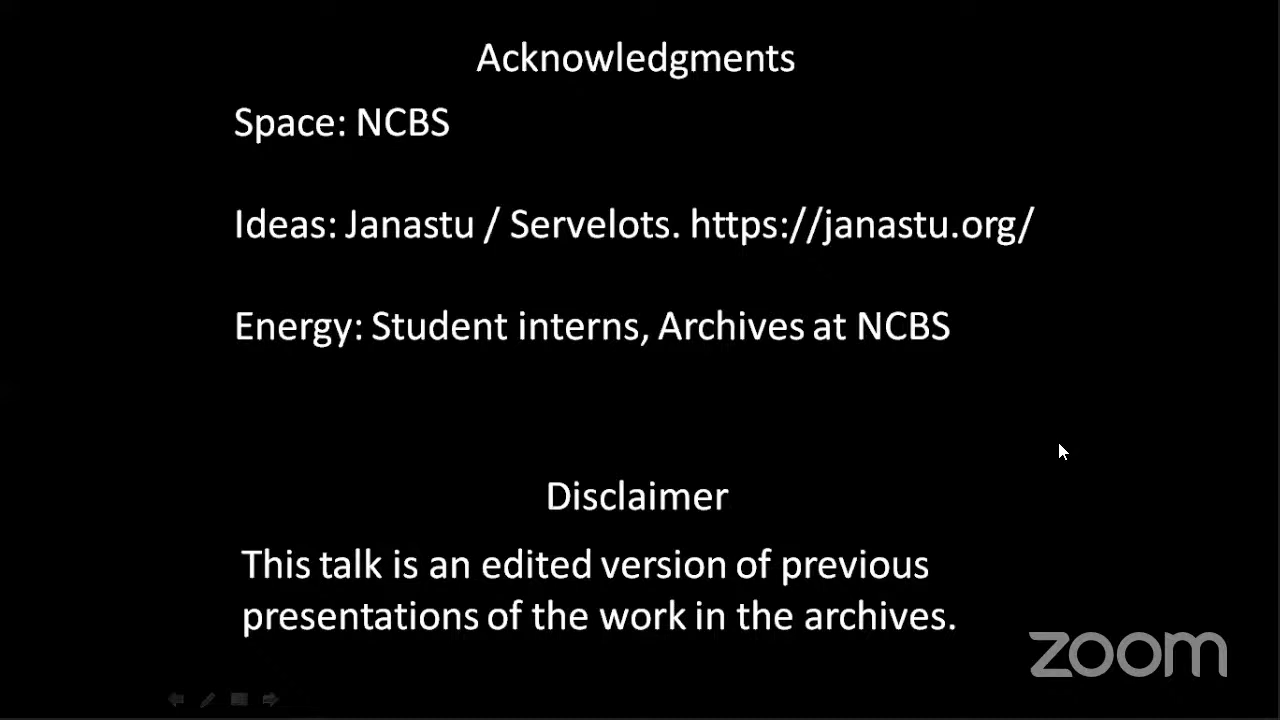 Acknowledgments
Space: NCBS
Ideas: Janastu / Servelots. https://janastu.org/
Energy: Student interns, Archives at NCBS
Disclaimer
This talk is an edited version of previous
presentations of the work in the archives.
zoom